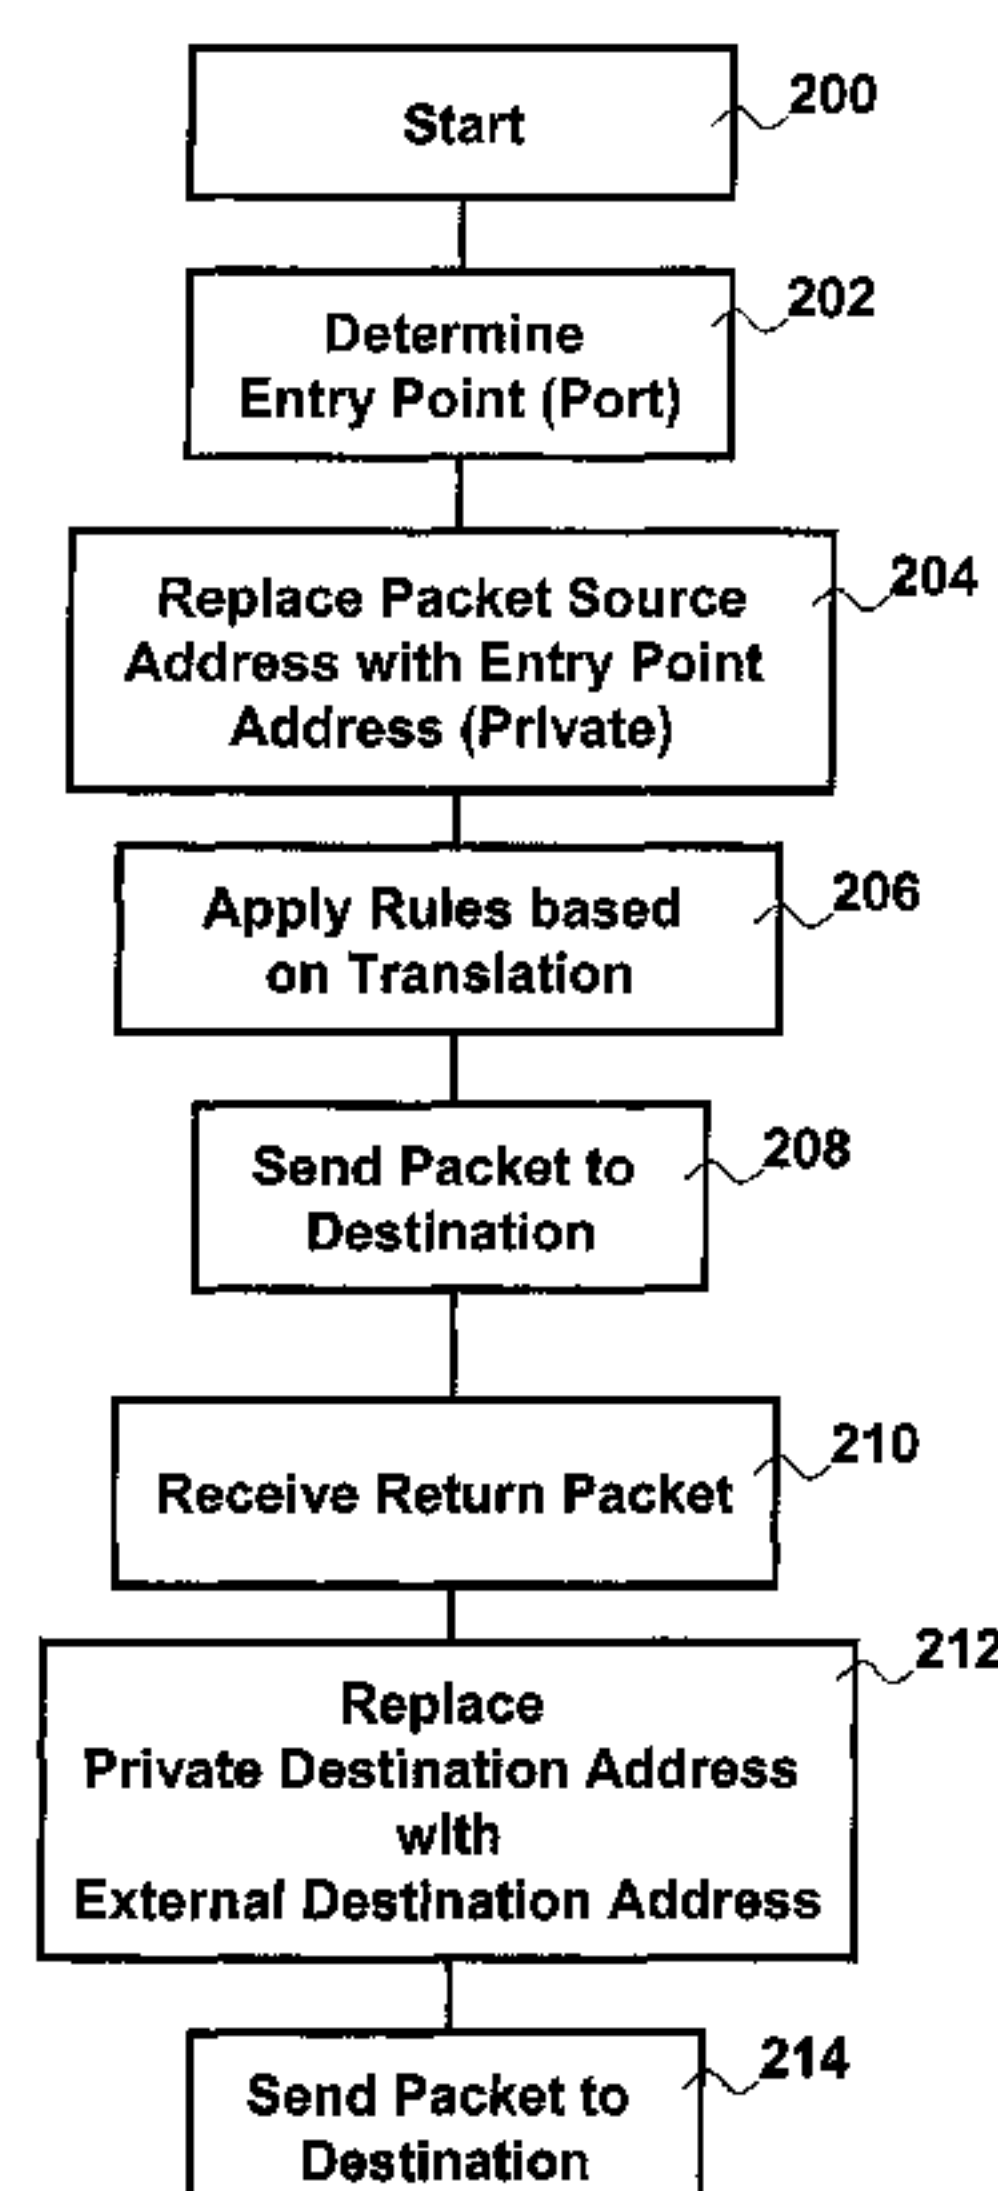 Start
200
Determine
Entry Point (Port)
202
Replace Packet Source
Address with Entry Point
Address (Private)
204
Apply Rules based
on Translation
206
Send Packet to
Destination
208
Receive Return Packet
210
Replace
Private Destination Address
with
External Destination Address
212
Send Packet to
Destination
214